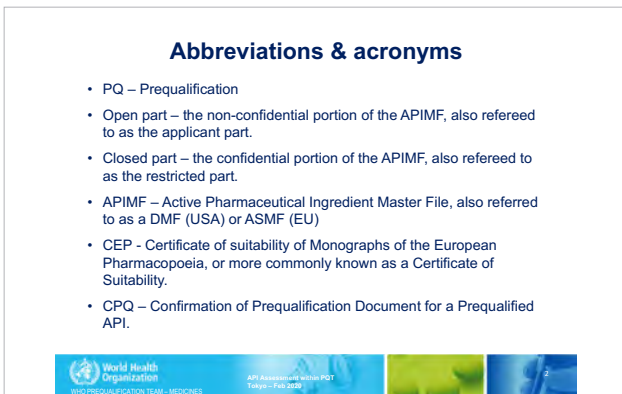 Abbreviations & acronyms
• PQ – Prequalification
• Open part – the non-confidential portion of the APIMF, also refereed
to as the applicant part.
• Closed part – the confidential portion of the APIMF, also refereed to
as the restricted part.
• APIMF – Active Pharmaceutical Ingredient Master File, also referred
to as a DMF (USA) or ASMF (EU)
• CEP - Certificate of suitability of Monographs of the European
Pharmacopoeia, or more commonly known as a Certificate of
Suitability.
• CPQ – Confirmation of Prequalification Document for a Prequalified
API.
World Health
Organization
WHO PREQUALIFICATION TEAM – MEDICINES
API Assessment within PQT
Tokyo – Feb 2020
2